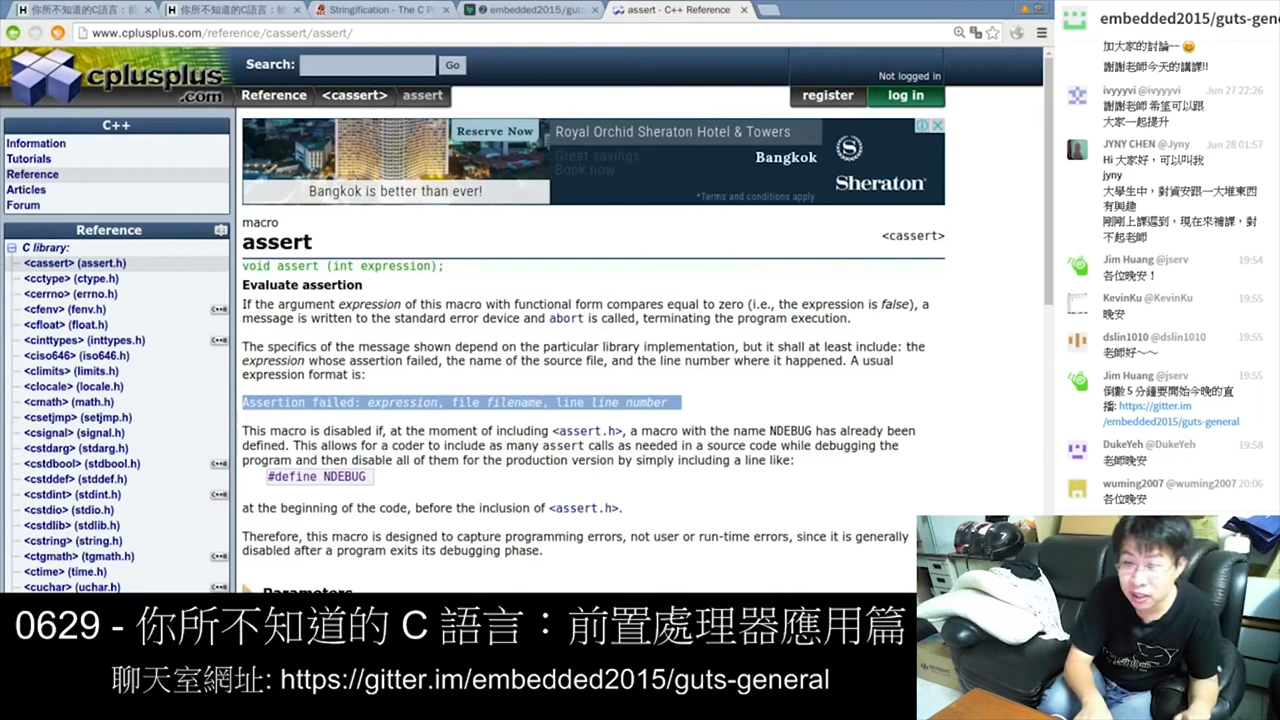 你所不知道的C語言：
你所不知道的C語言：
Stringification - The C P
embedded2015/guts
assert - C++ Reference
www.cplusplus.com/reference/cassert/assert/
cplusplus
.com
Search:
Go
Not logged in
Reference
<cassert>
assert
register
log in
C++
Information
Tutorials
Reference
Articles
Forum
Reference
C library:
<cassert> (assert.h)
<cctype> (ctype.h)
<cerrno> (errno.h)
<cfenv> (fenv.h)
<cfloat> (float.h)
<cinttypes> (inttypes.h)
<ciso646> (iso646.h)
<climits> (limits.h)
<clocale> (locale.h)
<cmath> (math.h)
<csetjmp> (setjmp.h)
<csignal> (signal.h)
<cstdarg> (stdarg.h)
<cstdbool> (stdbool.h)
<cstddef> (stddef.h)
<cstdint> (stdint.h)
<cstdio> (stdio.h)
<cstdlib> (stdlib.h)
<cstring> (string.h)
<ctgmath> (tgmath.h)
<ctime> (time.h)
<cuchar> (uchar.h)
Reserve Now
Bangkok is better than ever!
Royal Orchid Sheraton Hotel & Towers
Great savings
Book now
Bangkok
Sheraton
*Terms and conditions apply.
macro
assert
<cassert>
void assert (int expression);
Evaluate assertion
If the argument expression of this macro with functional form compares equal to zero (i.e., the expression is false), a
message is written to the standard error device and abort is called, terminating the program execution.
The specifics of the message shown depend on the particular library implementation, but it shall at least include: the
expression whose assertion failed, the name of the source file, and the line number where it happened. A usual
expression format is:
Assertion failed: expression, file filename, line line number
This macro is disabled if, at the moment of including <assert.h>, a macro with the name NDEBUG has already been
defined. This allows for a coder to include as many assert calls as needed in a source code while debugging the
program and then disable all of them for the production version by simply including a line like:
#define NDEBUG
at the beginning of the code, before the inclusion of <assert.h>.
Therefore, this macro is designed to capture programming errors, not user or run-time errors, since it is generally
disabled after a program exits its debugging phase.
Parameters
embedded2015/guts-gene
加大家的討論~~
謝謝老師今天的講課!!
ivyyyvi @ivyyyvi Jun 27 22:26
謝謝老師 希望可以跟
大家一起提升
JYNY CHEN @Jyny Jun 28 01:57
Hi 大家好，可以叫我
jyny
大學生中，對資安跟一大堆東西
有興趣
剛剛上課遲到，現在來補課，對
不起老師
Jim Huang @jserv 19:54
各位晚安！
KevinKu @KevinKu 19:55
晚安
dslin1010 @dslin1010 19:55
老師好～～
Jim Huang @jserv 19:55
倒數 5 分鐘要開始今晚的直
播: https://gitter.im
/embedded2015/guts-general
DukeYeh @DukeYeh 19:58
老師晚安
wuming2007 @wuming2007 20:06
各位晚安
0629 - 你所不知道的 C 語言：前置處理器應用篇
聊天室網址: https://gitter.im/embedded2015/guts-general